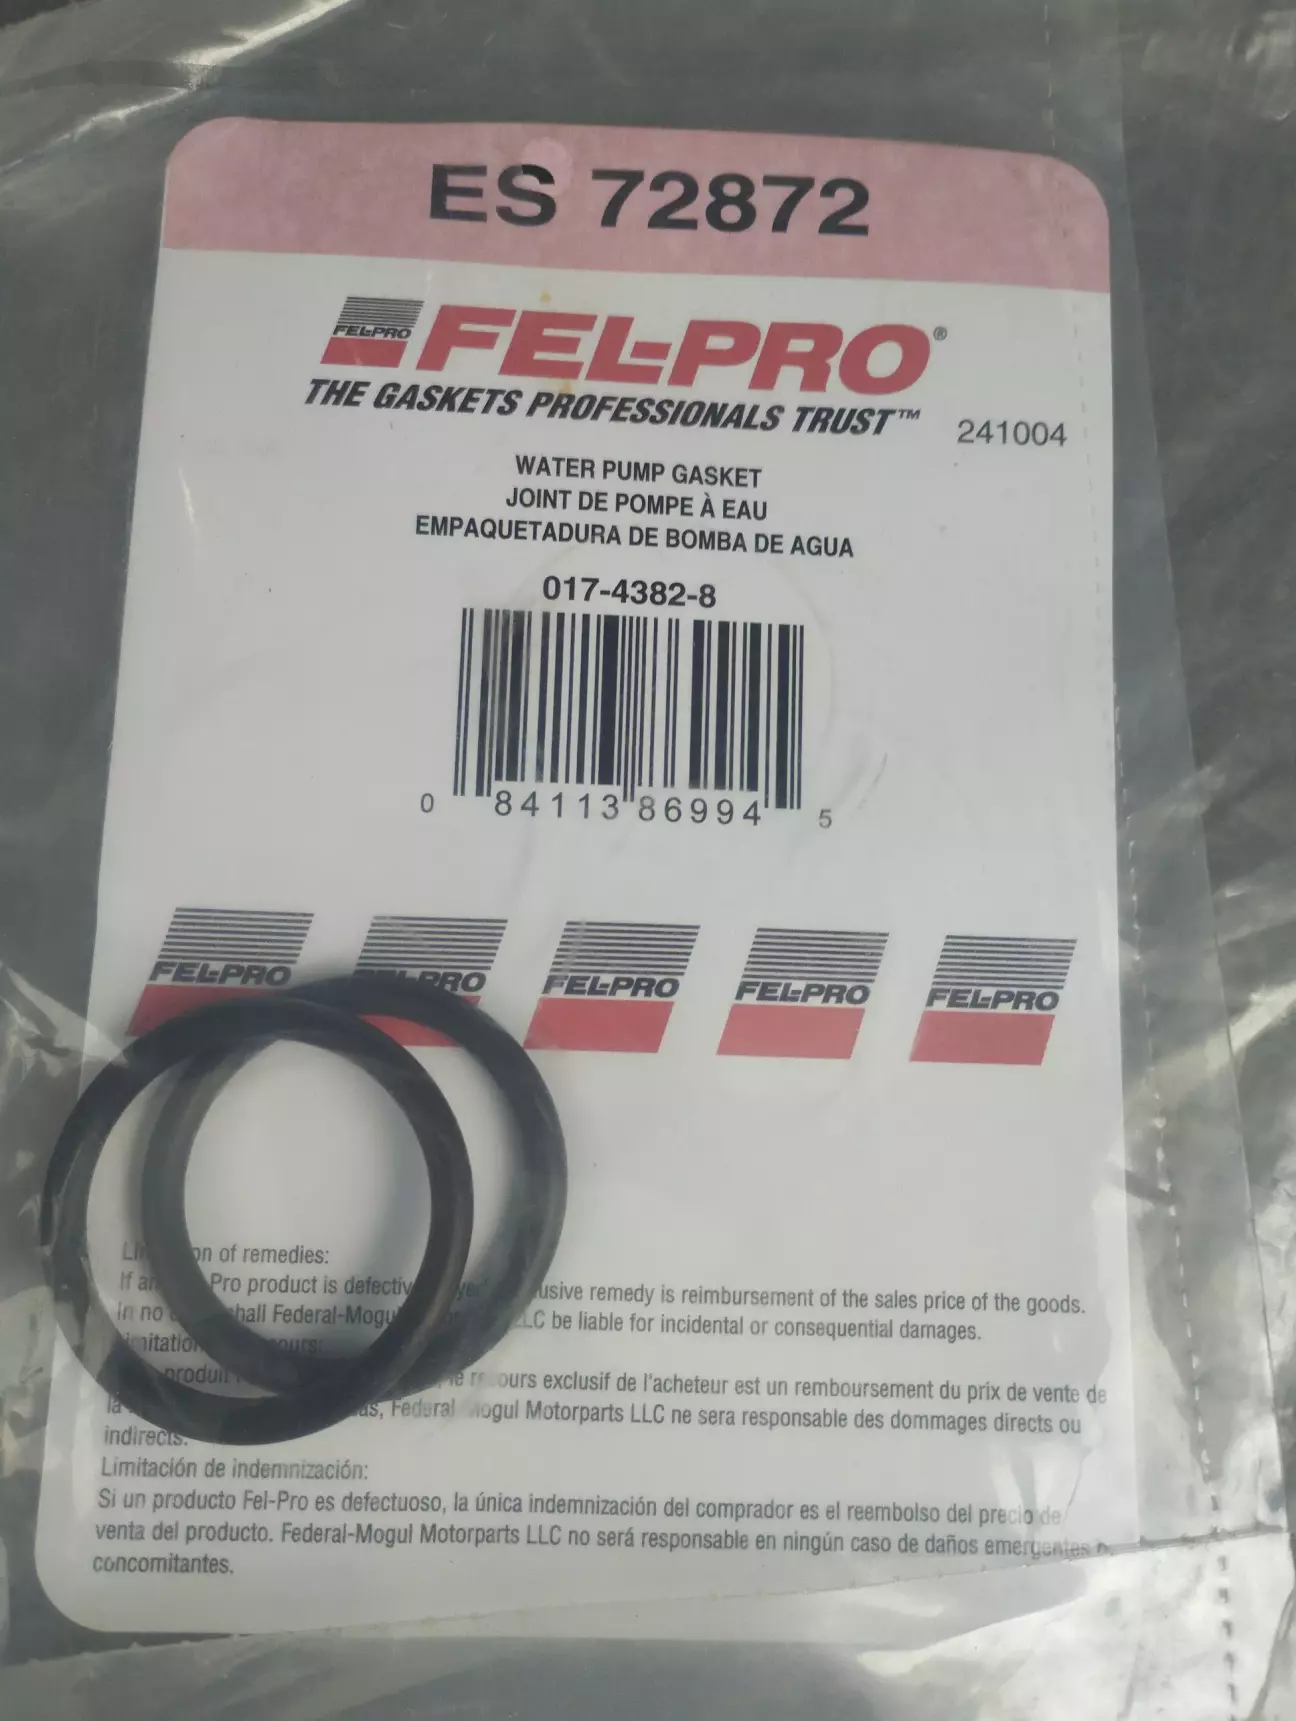 ES 72872
FEL-PRO FEL-PRO®
THE GASKETS PROFESSIONALS TRUST™ 241004
WATER PUMP GASKET
JOINT DE POMPE À EAU
EMPAQUETADURA DE BOMBA DE AGUA
017-4382-8
0 84113 86994 5
FEL-PRO PRO FEL-PRO FEL-PRO FEL-PRO
of remedies:
If Pro product is remedy is reimbursement of the sales price of the goods.
In no shall Federal-Mogul be liable for incidental or consequential damages.
exclusif de l'acheteur est un remboursement du prix de vente de
la Federal Mogul Motorparts LLC ne sera responsable des dommages directs ou
indirects.
Limitación de indemnización:
Si un producto Fel-Pro es defectuoso, la única indemnización del comprador es el reembolso del precio de
venta del producto. Federal-Mogul Motorparts LLC no será responsable en ningún caso de daños emergentes o
concomitantes.